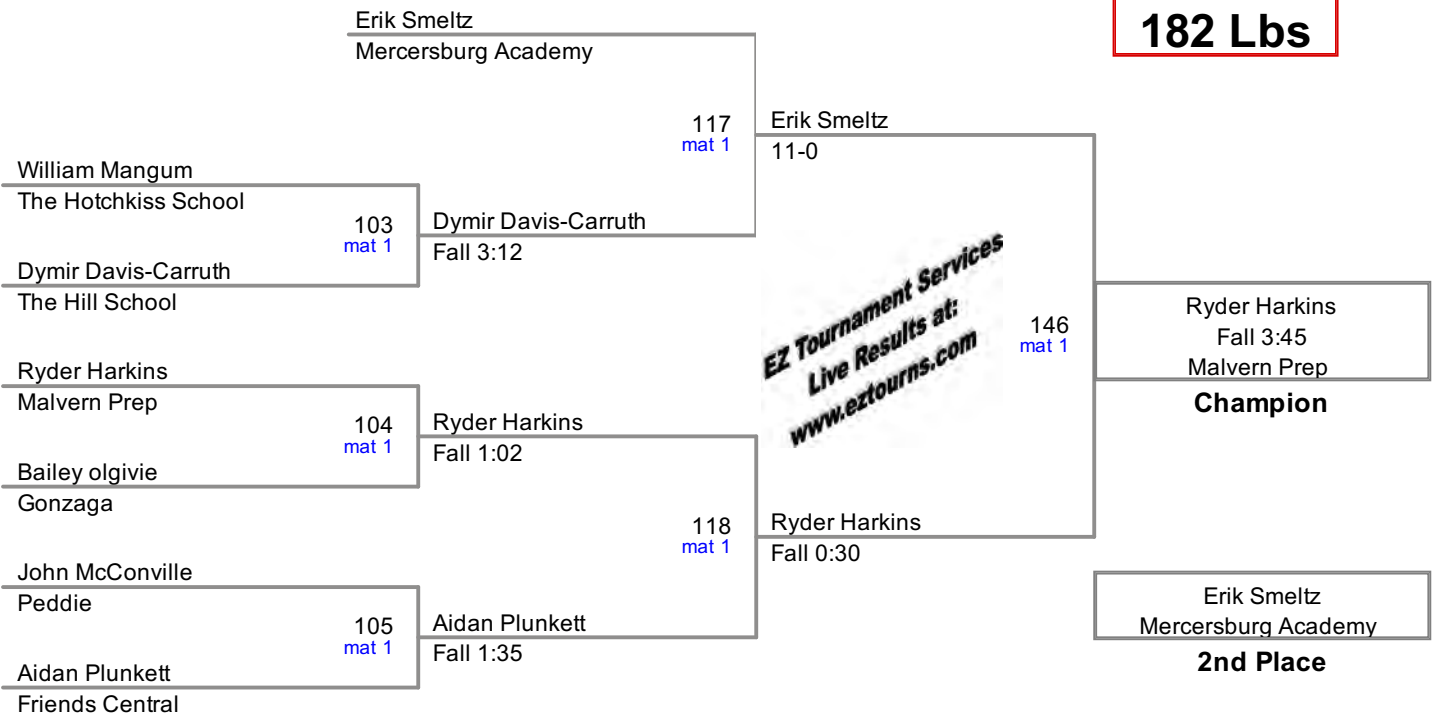 182 Lbs
Erik Smeltz
Mercersburg Academy
117
mat 1
Erik Smeltz
11-0
William Mangum
The Hotchkiss School
103
mat 1
Dymir Davis-Carruth
Fall 3:12
Dymir Davis-Carruth
The Hill School
EZ Tournament Services
Live Results at:
www.eztourns.com
146
mat 1
Ryder Harkins
Fall 3:45
Malvern Prep
Champion
Ryder Harkins
Malvern Prep
104
mat 1
Ryder Harkins
Fall 1:02
Bailey olgivie
Gonzaga
118
mat 1
Ryder Harkins
Fall 0:30
John McConville
Peddie
105
mat 1
Aidan Plunkett
Fall 1:35
Aidan Plunkett
Friends Central
Erik Smeltz
Mercersburg Academy
2nd Place